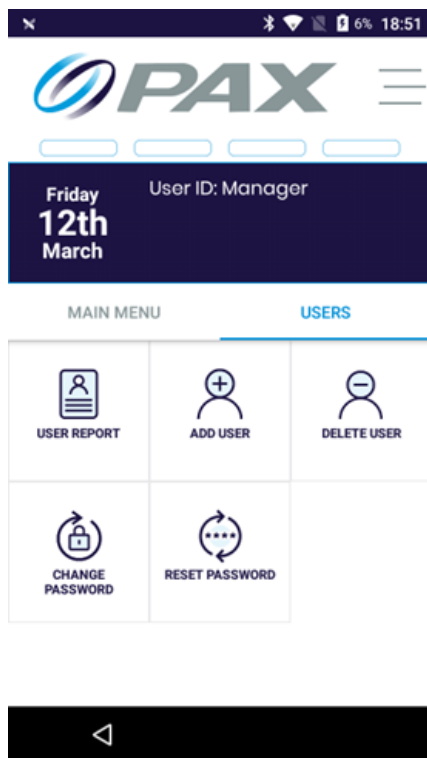 6% 18:51
PAX
Friday
12th
March
User ID: Manager
MAIN MENU
USERS
USER REPORT
ADD USER
DELETE USER
CHANGE
PASSWORD
RESET PASSWORD